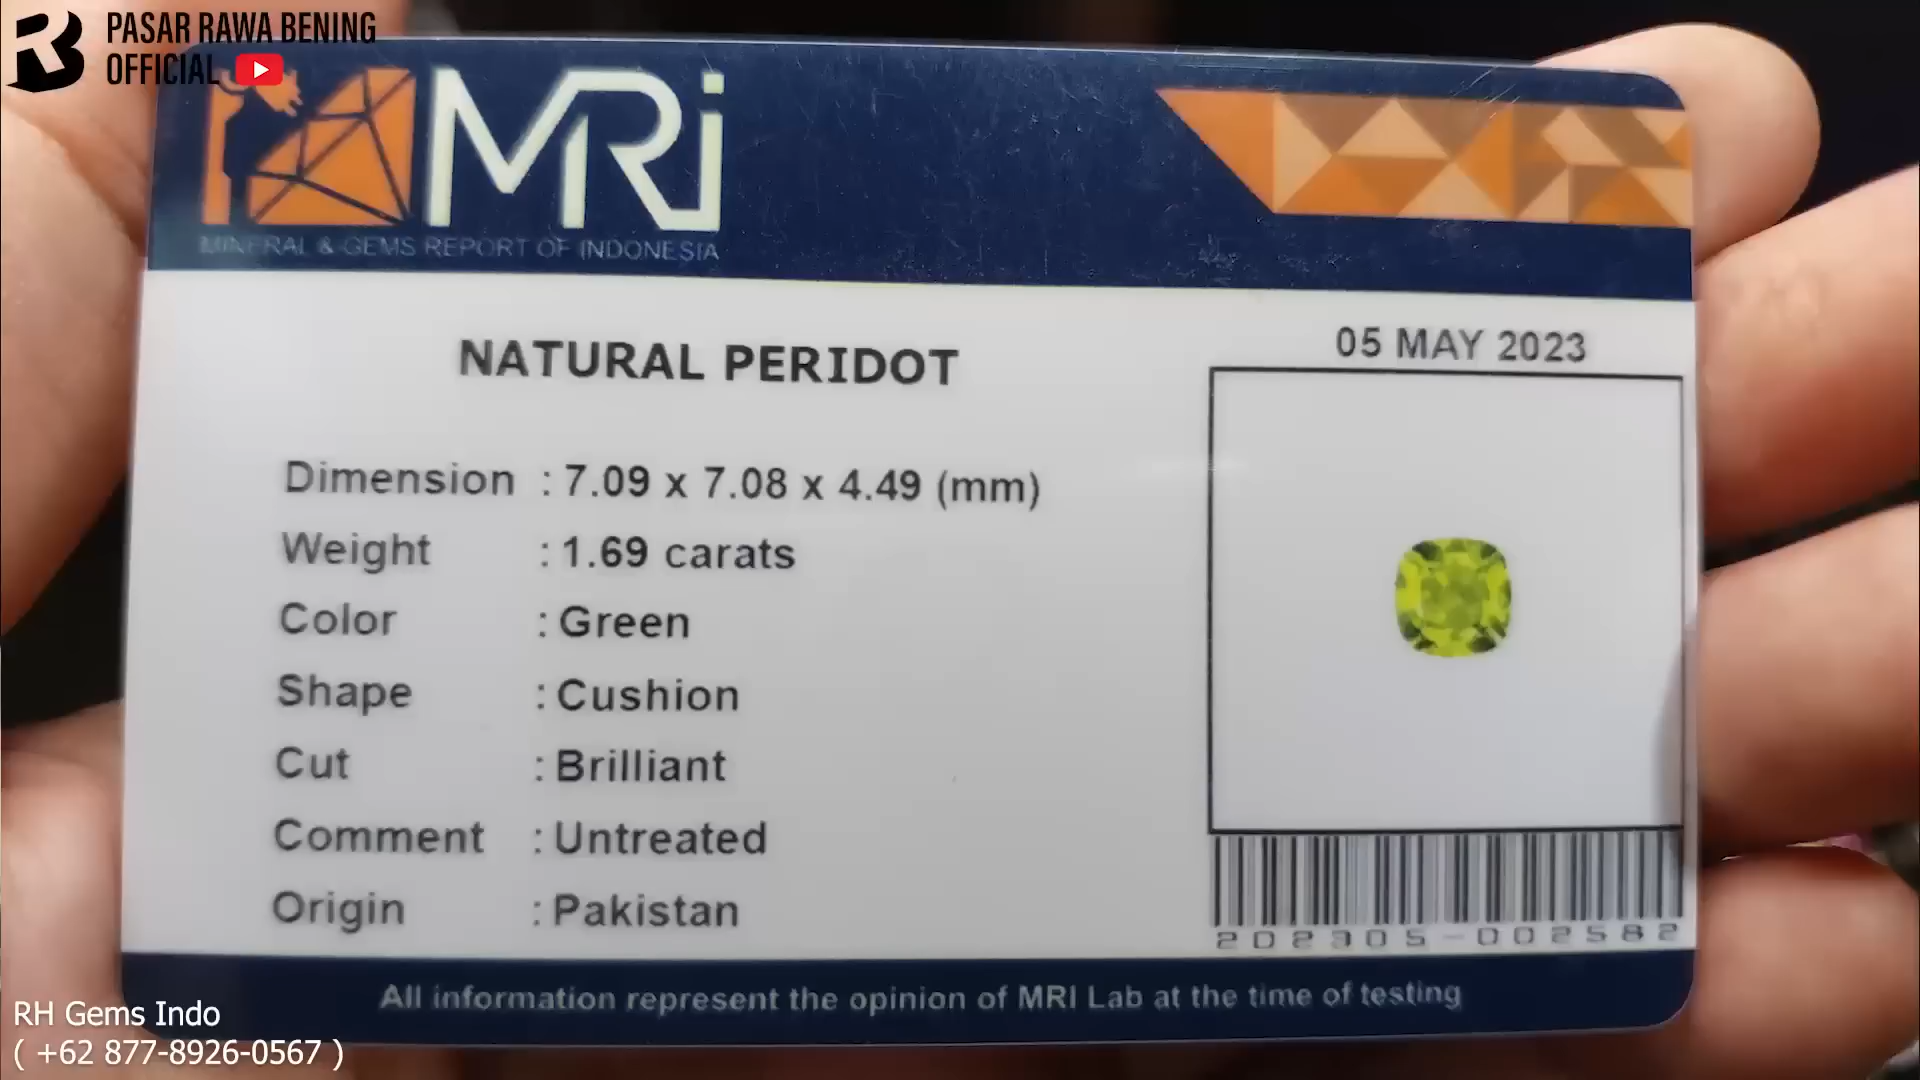 PASAR RAWA BENING
OFFICIAL
MRi
MINERAL & GEMS REPORT OF INDONESIA
NATURAL PERIDOT
05 MAY 2023
Dimension : 7.09 x 7.08 x 4.49 (mm)
Weight : 1.69 carats
Color : Green
Shape : Cushion
Cut : Brilliant
Comment : Untreated
Origin : Pakistan
202305-002582
All information represent the opinion of MRI Lab at the time of testing
RH Gems Indo
( +62 877-8926-0567 )